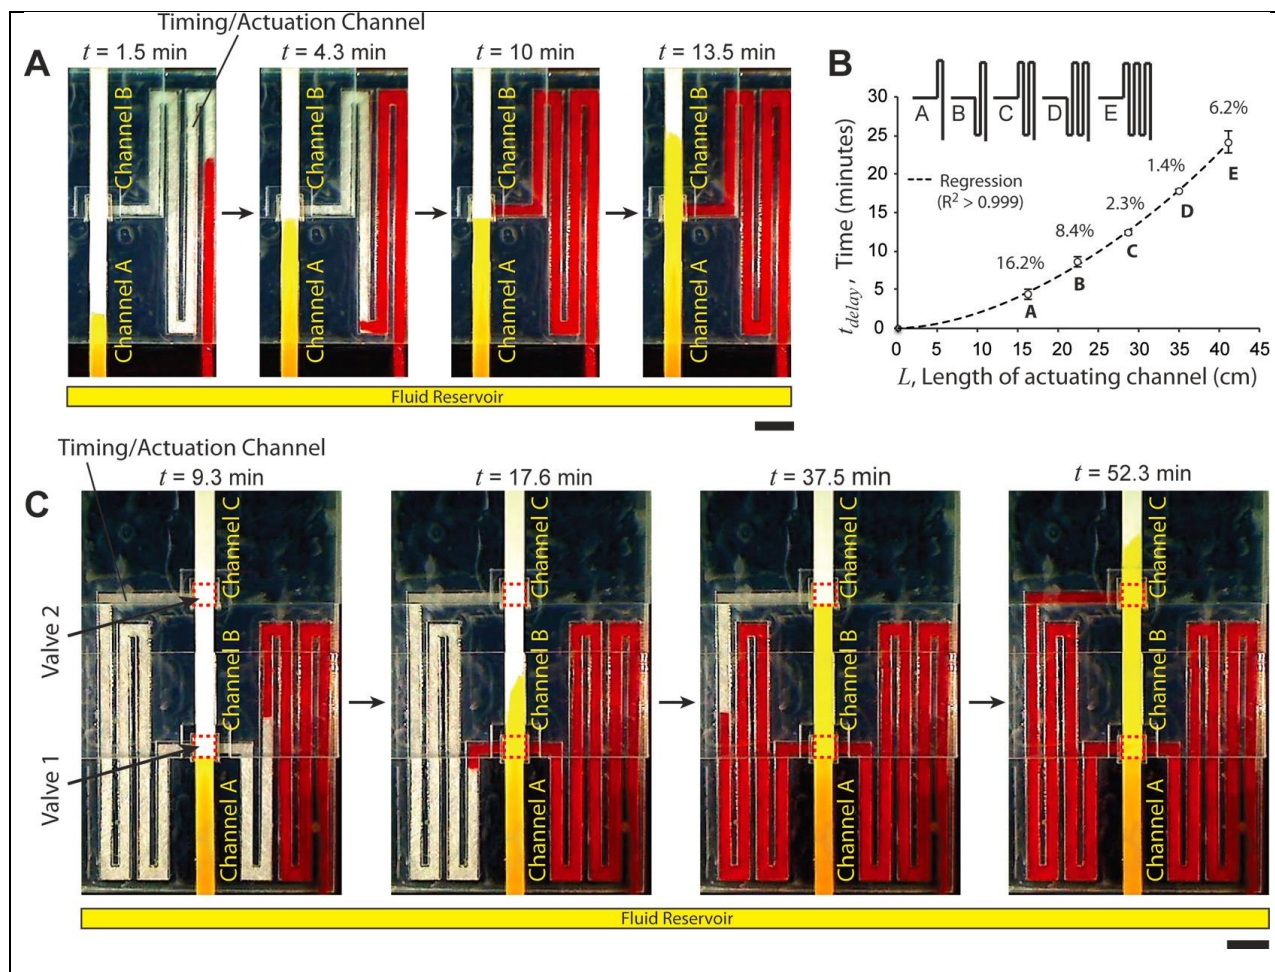 Timing/Actuation Channel
A
t = 1.5 min
t = 4.3 min
t = 10 min
t = 13.5 min
Channel B
Channel A
Channel B
Channel A
Channel B
Channel A
Channel B
Channel A
Fluid Reservoir
B
A
B
C
D
E
30
25
20
15
10
5
0
t_delay, Time (minutes)
Regression
(R² > 0.999)
16.2%
8.4%
2.3%
1.4%
6.2%
A
B
C
D
E
0
5
10
15
20
25
30
35
40
45
L, Length of actuating channel (cm)
Timing/Actuation Channel
C
t = 9.3 min
t = 17.6 min
t = 37.5 min
t = 52.3 min
Valve 2
Valve 1
Channel C
Channel B
Channel A
Channel C
Channel B
Channel A
Channel C
Channel B
Channel A
Channel C
Channel B
Channel A
Fluid Reservoir